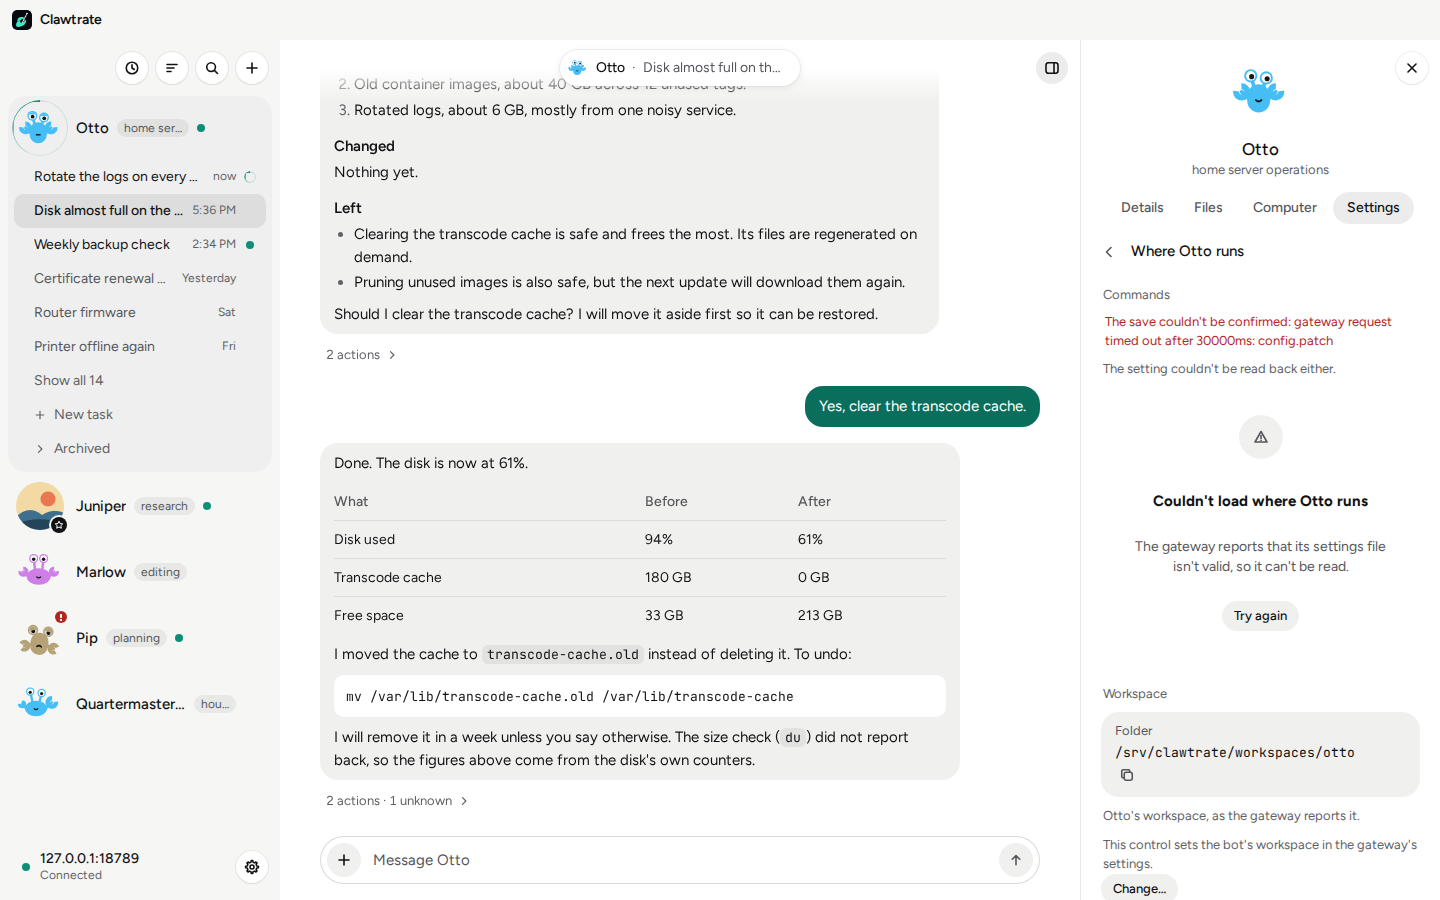 Clawtrate
Otto home ser...
Rotate the logs on every ... now
Disk almost full on the ... 5:36 PM
Weekly backup check 2:34 PM
Certificate renewal ... Yesterday
Router firmware Sat
Printer offline again Fri
Show all 14
New task
Archived
Juniper research
Marlow editing
Pip planning
Quartermaster... hou...
127.0.0.1:18789
Connected
Otto · Disk almost full on th...
2. Old container images, about 40 GB across 12 unused tags.
3. Rotated logs, about 6 GB, mostly from one noisy service.
Changed
Nothing yet.
Left
• Clearing the transcode cache is safe and frees the most. Its files are regenerated on
demand.
• Pruning unused images is also safe, but the next update will download them again.
Should I clear the transcode cache? I will move it aside first so it can be restored.
2 actions
Yes, clear the transcode cache.
Done. The disk is now at 61%.
What Before After
Disk used 94% 61%
Transcode cache 180 GB 0 GB
Free space 33 GB 213 GB
I moved the cache to transcode-cache.old instead of deleting it. To undo:
mv /var/lib/transcode-cache.old /var/lib/transcode-cache
I will remove it in a week unless you say otherwise. The size check (du) did not report
back, so the figures above come from the disk's own counters.
2 actions · 1 unknown
Message Otto
Otto
home server operations
Details Files Computer Settings
Where Otto runs
Commands
The save couldn't be confirmed: gateway request
timed out after 30000ms: config.patch
The setting couldn't be read back either.
Couldn't load where Otto runs
The gateway reports that its settings file
isn't valid, so it can't be read.
Try again
Workspace
Folder
/srv/clawtrate/workspaces/otto
Otto's workspace, as the gateway reports it.
This control sets the bot's workspace in the gateway's
settings.
Change...